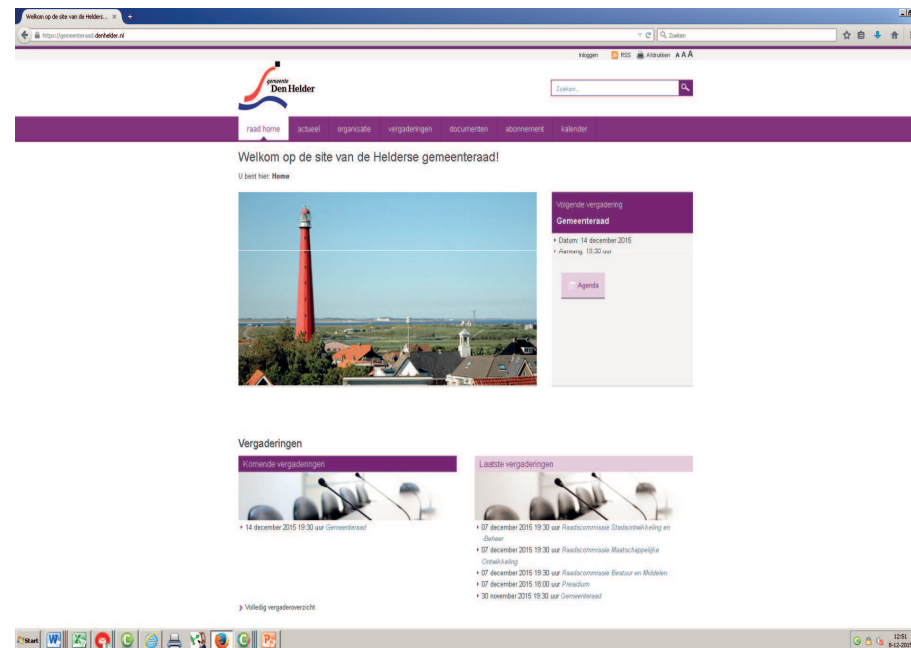 Welkom op de site van de Helders... ×
https://gemeenteraad.denhelder.nl
Zoeken
Inloggen RSS Afdrukken A A A
gemeente
Den Helder
Zoeken...
raad home actueel organisatie vergaderingen documenten abonnement kalender
Welkom op de site van de Helderse gemeenteraad!
U bent hier: Home
Volgende vergadering
Gemeenteraad
Datum: 14 december 2015
Aanvang: 19:30 uur
Agenda
Vergaderingen
Komende vergaderingen
14 december 2015 19:30 uur Gemeenteraad
Volledig vergaderoverzicht
Laatste vergaderingen
07 december 2015 19:30 uur Raadscommissie Stadsontwikkeling en
-Beheer
07 december 2015 19:30 uur Raadscommissie Maatschappelijke
Ontwikkeling
07 december 2015 19:30 uur Raadscommissie Bestuur en Middelen
07 december 2015 18:00 uur Presidium
30 november 2015 19:30 uur Gemeenteraad
Start
12:51
8-12-2015